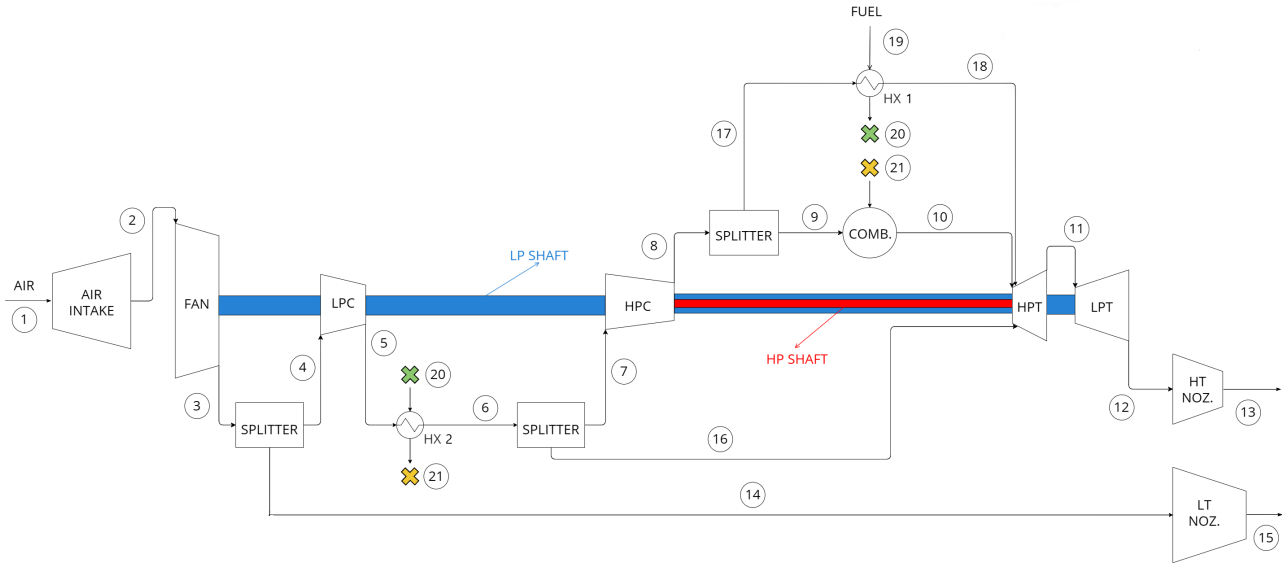 FUEL
19
18
HX 1
17
20
21
SPLITTER
9
COMB.
10
8
11
2
LP SHAFT
AIR
1
AIR
INTAKE
FAN
LPC
HPC
HPT
LPT
HP SHAFT
5
4
7
3
20
6
SPLITTER
HX 2
SPLITTER
16
21
14
12
HT
NOZ.
13
LT
NOZ.
15